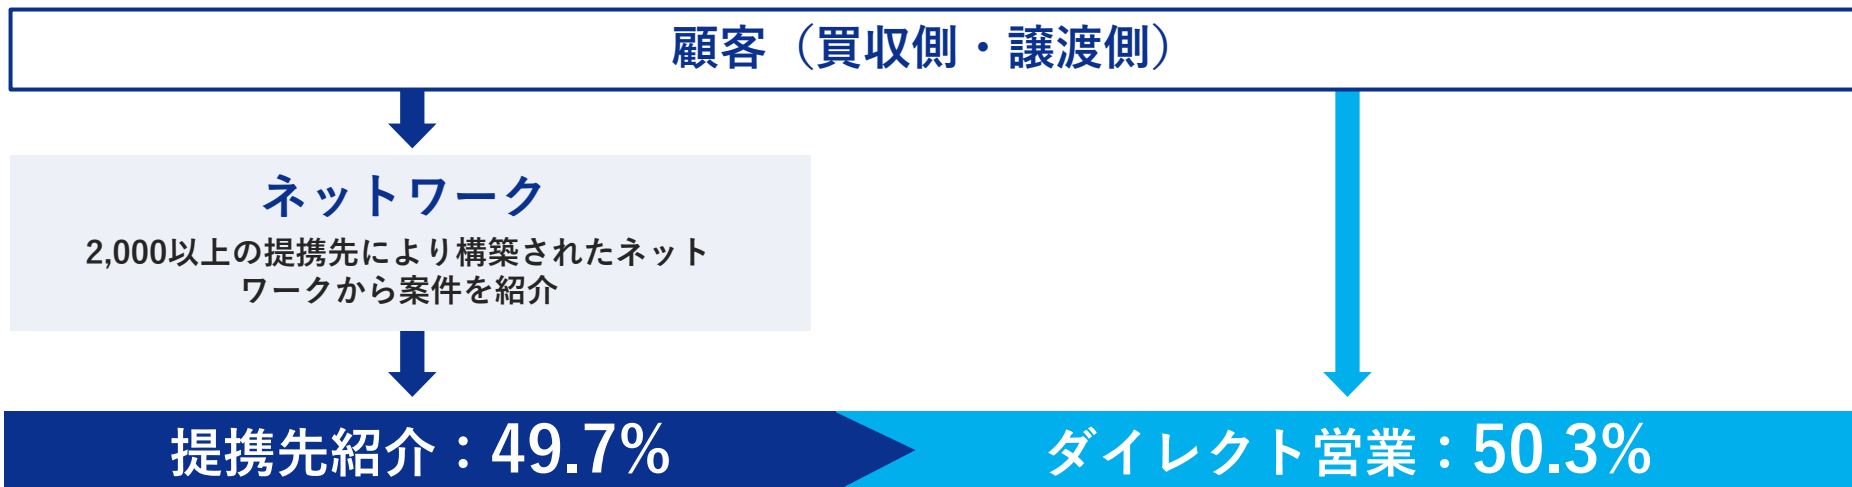 顧客（買収側・譲渡側）
ネットワーク
2,000以上の提携先により構築されたネット
ワークから案件を紹介
提携先紹介：49.7%
ダイレクト営業：50.3%